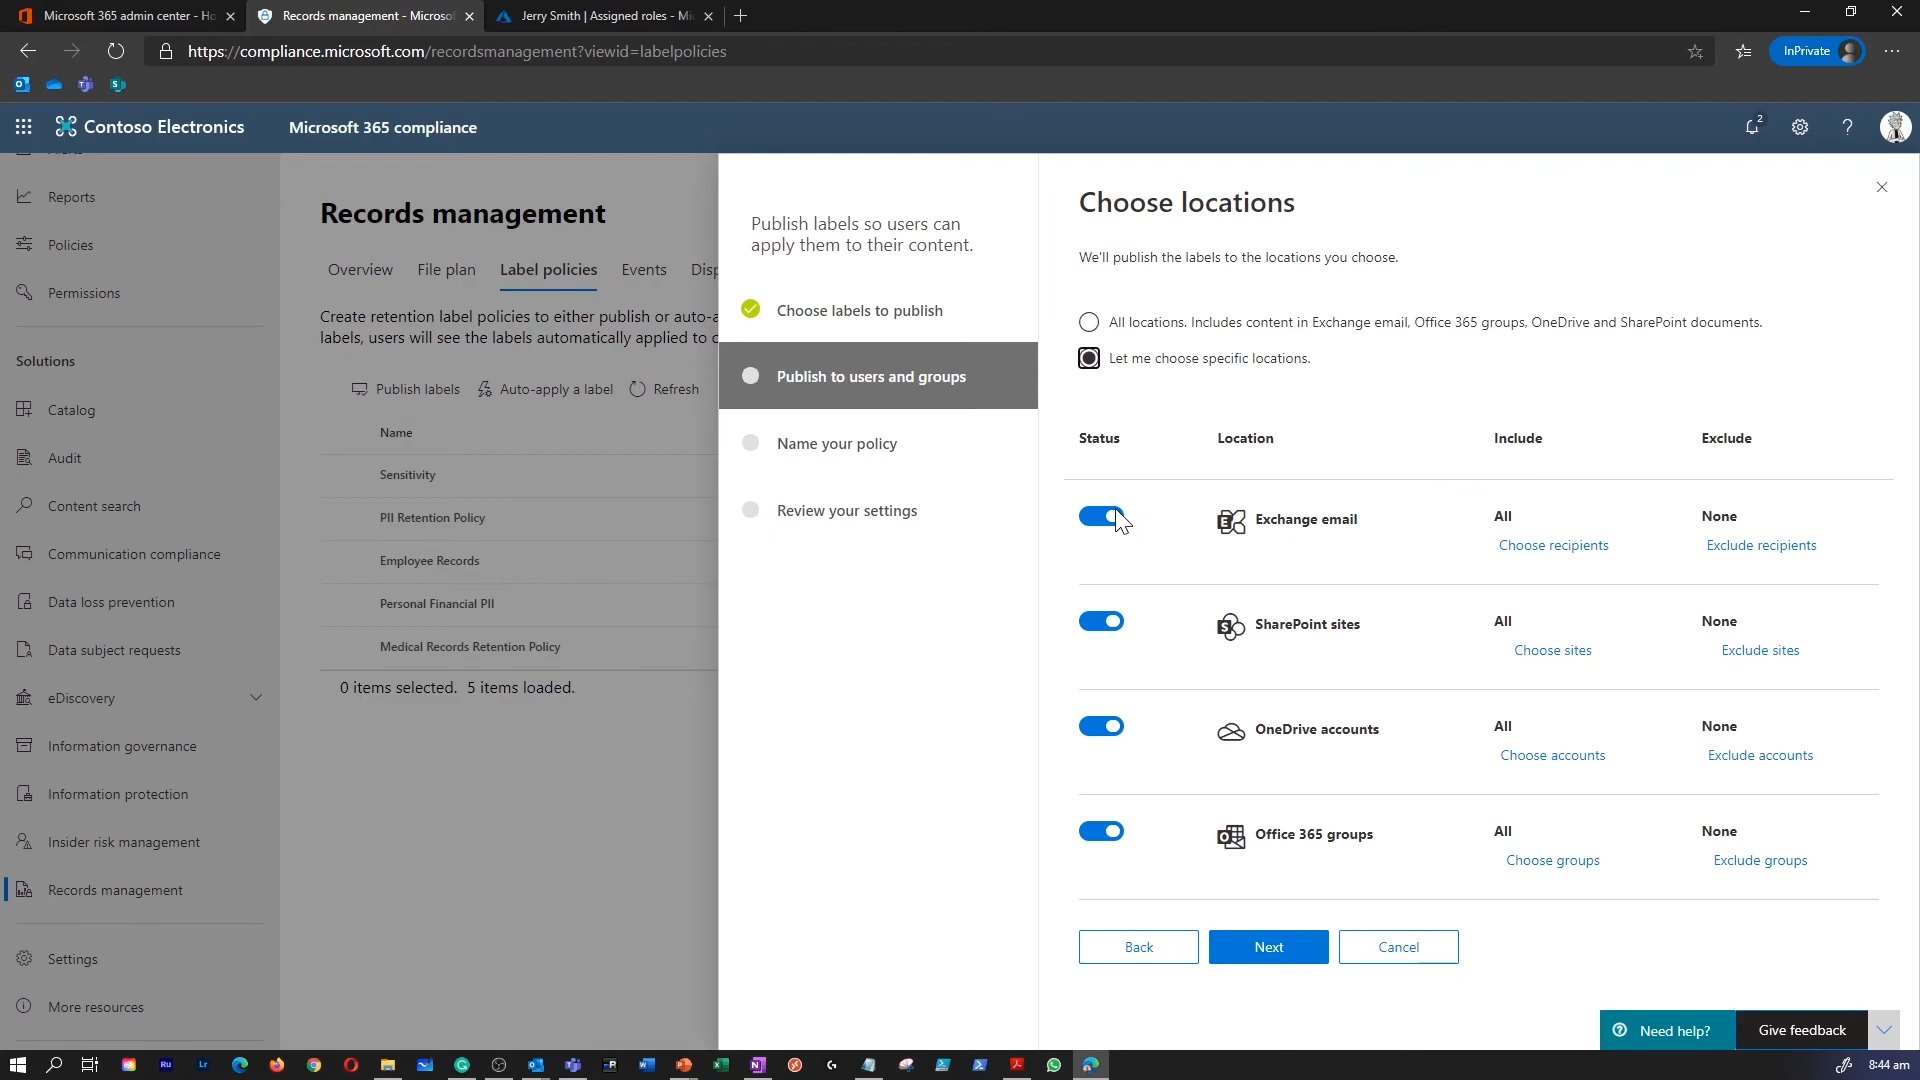 Microsoft 365 admin center - Ho
Records management - Microsof
Jerry Smith | Assigned roles - Mi
https://compliance.microsoft.com/recordsmanagement?viewid=labelpolicies
InPrivate
Contoso Electronics
Microsoft 365 compliance
2
Reports
Policies
Permissions
Solutions
Catalog
Audit
Content search
Communication compliance
Data loss prevention
Data subject requests
eDiscovery
Information governance
Information protection
Insider risk management
Records management
Settings
More resources
Records management
Overview File plan Label policies Events Disp
Create retention label policies to either publish or auto-a
labels, users will see the labels automatically applied to c
Publish labels Auto-apply a label Refresh
Name
Sensitivity
PII Retention Policy
Employee Records
Personal Financial PII
Medical Records Retention Policy
0 items selected. 5 items loaded.
Publish labels so users can
apply them to their content.
Choose labels to publish
Publish to users and groups
Name your policy
Review your settings
Choose locations
We'll publish the labels to the locations you choose.
All locations. Includes content in Exchange email, Office 365 groups, OneDrive and SharePoint documents.
Let me choose specific locations.
Status Location Include Exclude
Exchange email All None
Choose recipients Exclude recipients
SharePoint sites All None
Choose sites Exclude sites
OneDrive accounts All None
Choose accounts Exclude accounts
Office 365 groups All None
Choose groups Exclude groups
Back Next Cancel
Need help? Give feedback
8:44 am